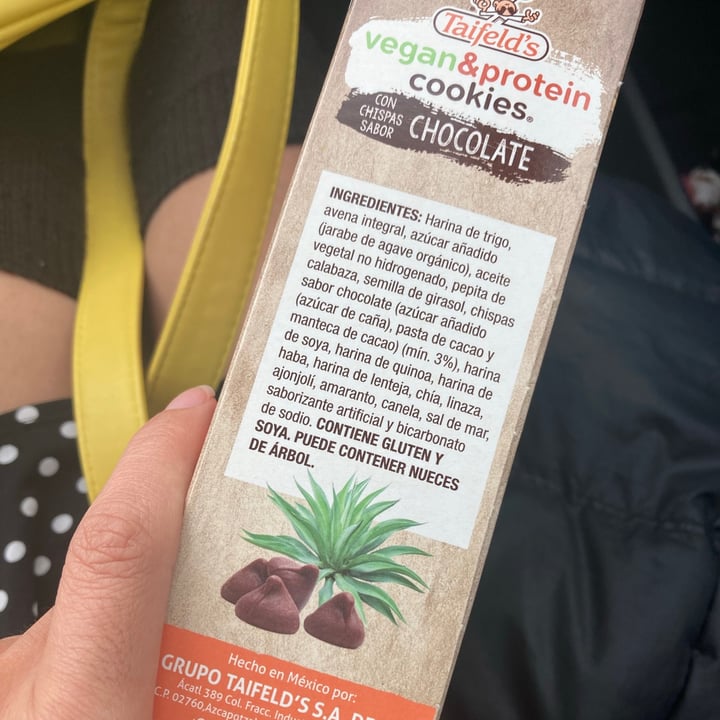 Taifeld's
vegan&protein
cookies®
CON
CHISPAS
SABOR
CHOCOLATE
INGREDIENTES: Harina de trigo,
avena integral, azúcar añadido
(jarabe de agave orgánico), aceite
vegetal no hidrogenado, pepita de
calabaza, semilla de girasol, chispas
sabor chocolate (azúcar añadido
(azúcar de caña), pasta de cacao y
manteca de cacao) (mín. 3%), harina
de soya, harina de quinoa, harina de
haba, harina de lenteja, chía, linaza,
ajonjolí, amaranto, canela, sal de mar,
saborizante artificial y bicarbonato
de sodio. CONTIENE GLUTEN Y
SOYA. PUEDE CONTENER NUECES
DE ÁRBOL.
Hecho en México por:
GRUPO TAIFELD'S S.A. DE
Ácatl 389 Col. Fracc.
C.P. 02760,